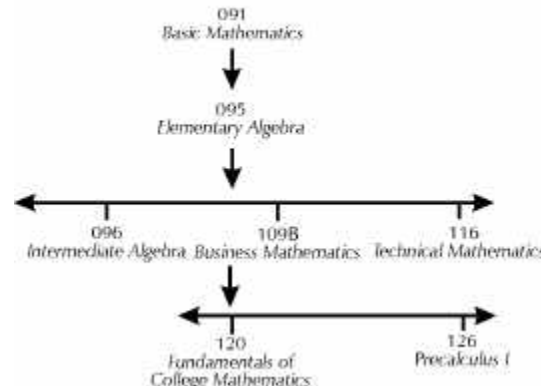 091
Basic Mathematics
095
Elementary Algebra
096 109B 116
Intermediate Algebra Business Mathematics Technical Mathematics
120 126
Fundamentals of Precalculus I
College Mathematics